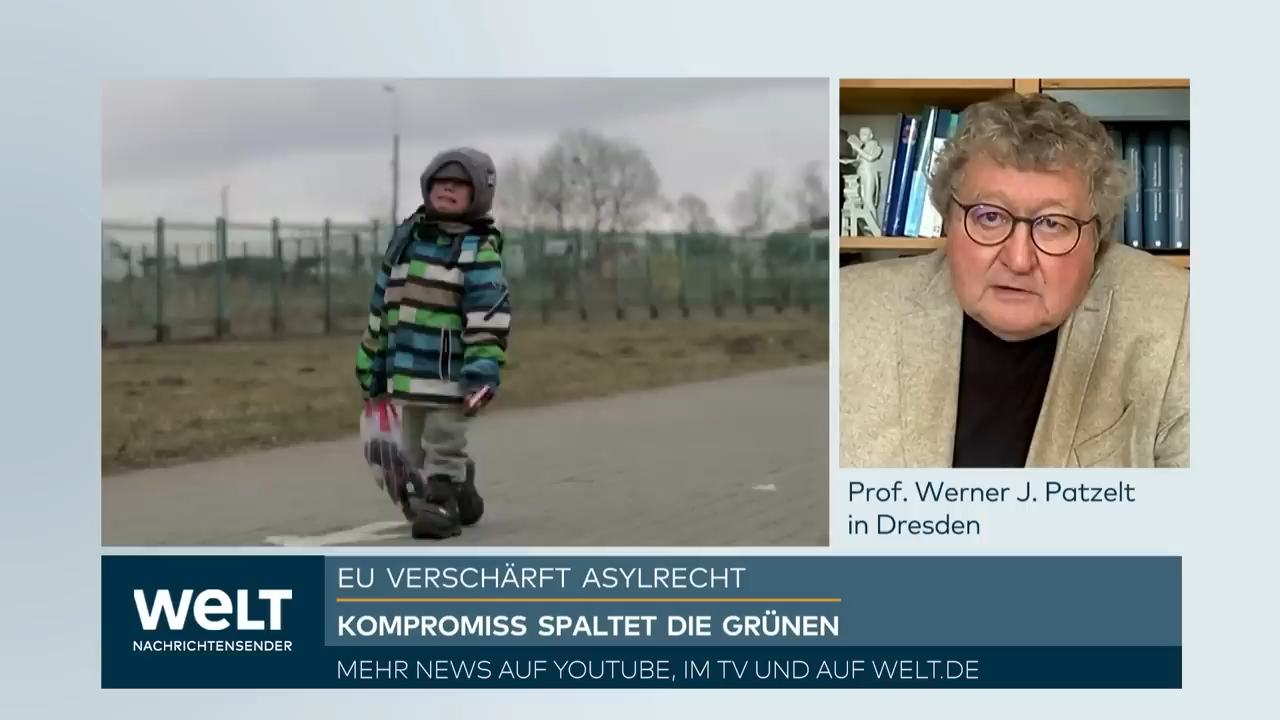 Prof. Werner J. Patzelt
in Dresden
WELT
NACHRICHTENSENDER
EU VERSCHÄRFT ASYLRECHT
KOMPROMISS SPALTET DIE GRÜNEN
MEHR NEWS AUF YOUTUBE, IM TV UND AUF WELT.DE